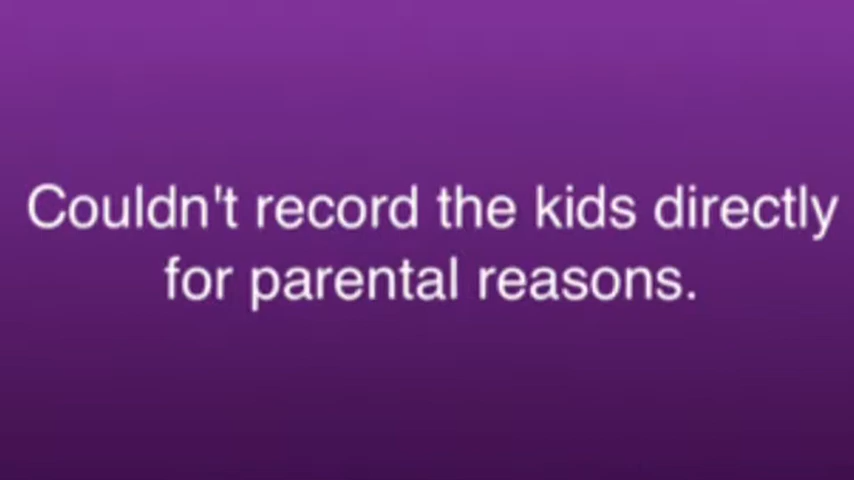 Couldn't record the kids directly
for parental reasons.